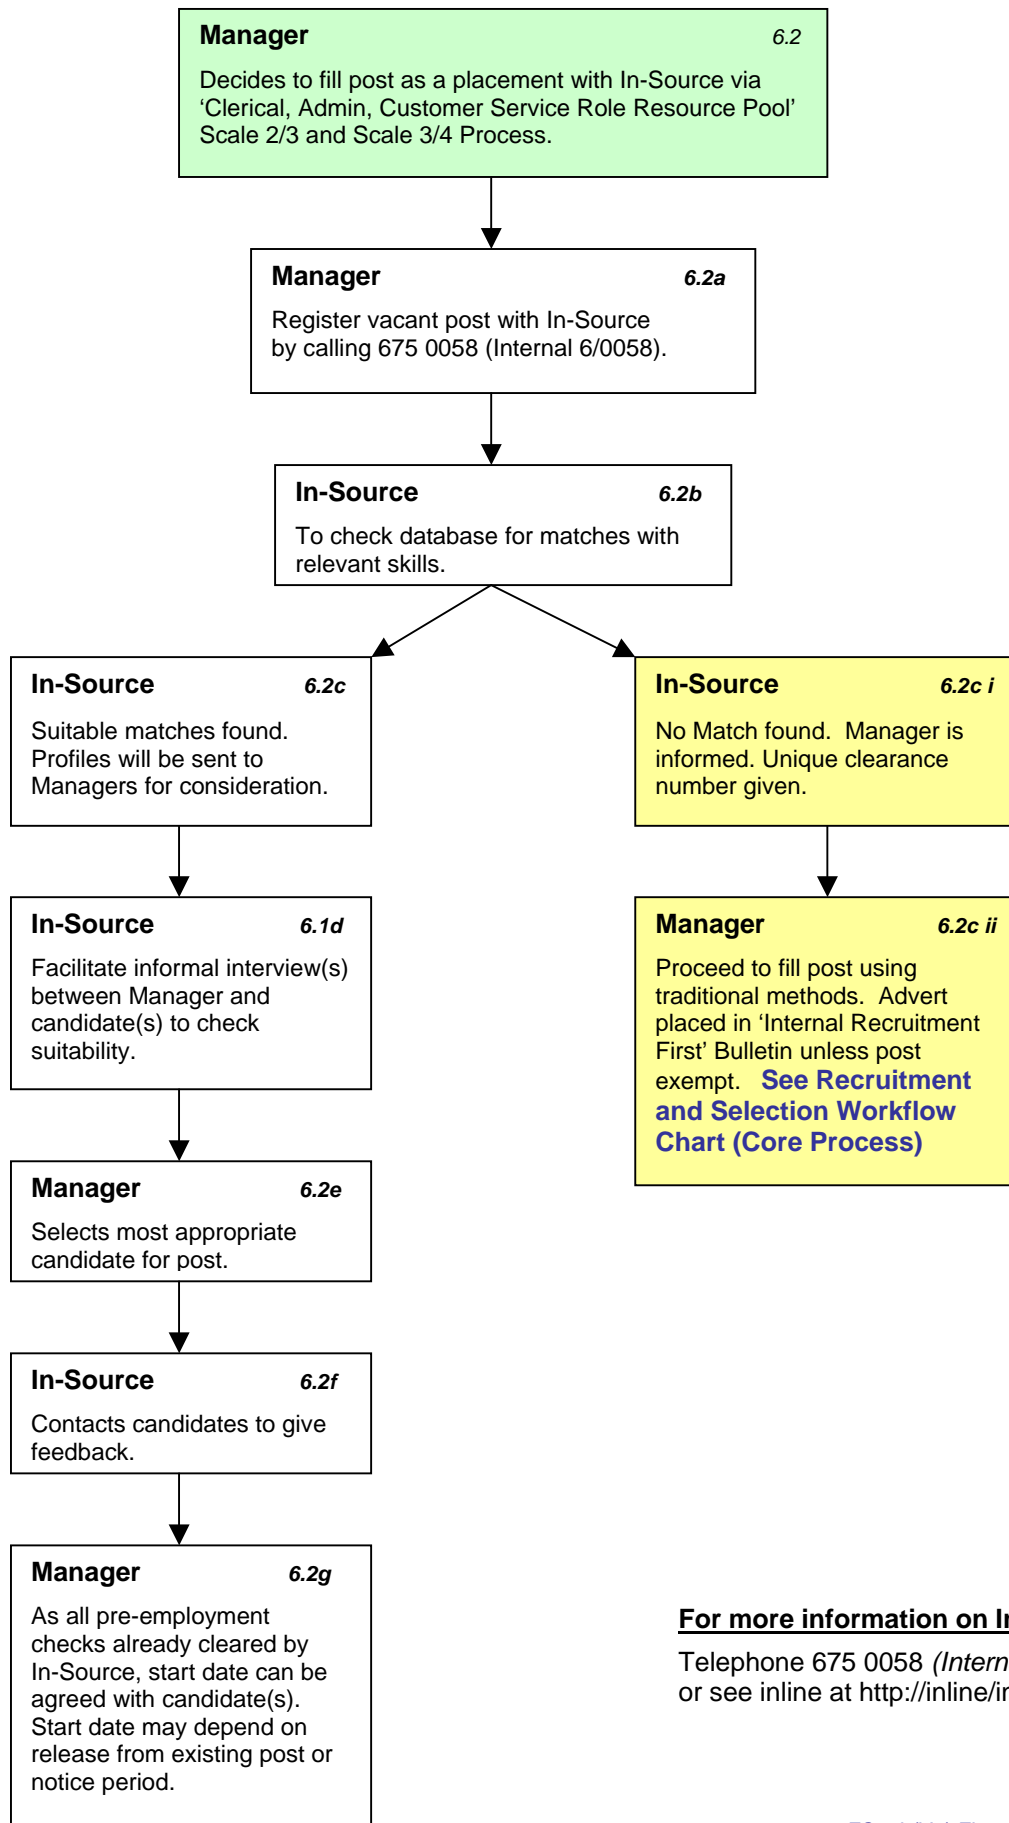 Manager 6.2
Decides to fill post as a placement with In-Source via
‘Clerical, Admin, Customer Service Role Resource Pool’
Scale 2/3 and Scale 3/4 Process.
Manager 6.2a
Register vacant post with In-Source
by calling 675 0058 (Internal 6/0058).
In-Source 6.2b
To check database for matches with
relevant skills.
In-Source 6.2c
Suitable matches found.
Profiles will be sent to
Managers for consideration.
In-Source 6.2c i
No Match found. Manager is
informed. Unique clearance
number given.
In-Source 6.1d
Facilitate informal interview(s)
between Manager and
candidate(s) to check
suitability.
Manager 6.2c ii
Proceed to fill post using
traditional methods. Advert
placed in ‘Internal Recruitment
First’ Bulletin unless post
exempt. See Recruitment
and Selection Workflow
Chart (Core Process)
Manager 6.2e
Selects most appropriate
candidate for post.
In-Source 6.2f
Contacts candidates to give
feedback.
Manager 6.2g
As all pre-employment
checks already cleared by
In-Source, start date can be
agreed with candidate(s).
Start date may depend on
release from existing post or
notice period.
For more information on
Telephone 675 0058
or see inline at